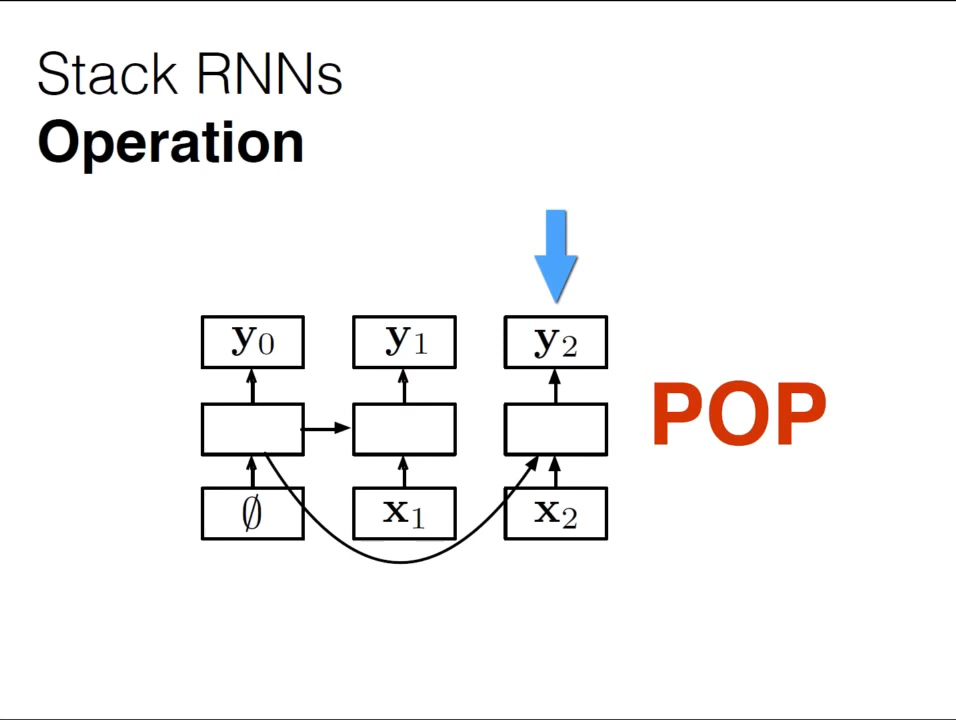 Stack RNNs
Operation
y₀ y₁ y₂
POP
∅ x₁ x₂